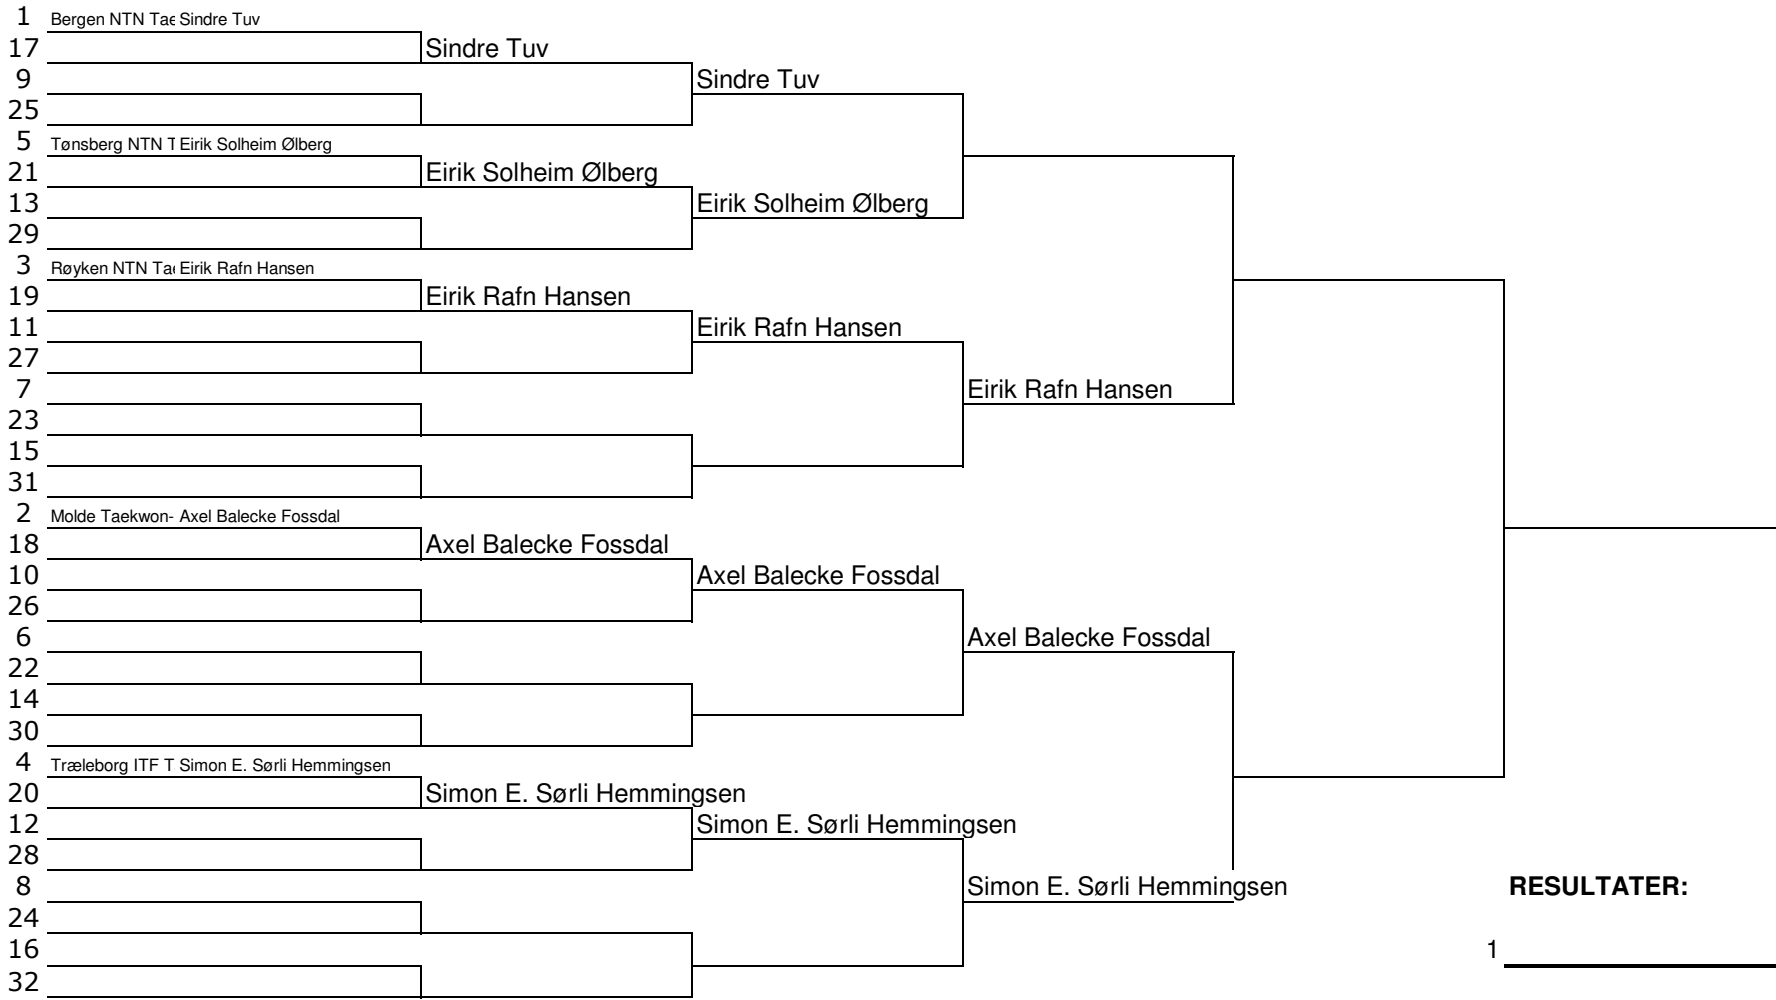 1 Bergen NTN Tae Sindre Tuv
17 Sindre Tuv
9 Sindre Tuv
25
5 Tønsberg NTN T Eirik Solheim Ølberg
21 Eirik Solheim Ølberg
13 Eirik Solheim Ølberg
29
3 Røyken NTN Tae Eirik Rafn Hansen
19 Eirik Rafn Hansen
11 Eirik Rafn Hansen
27
7 Eirik Rafn Hansen
23
15
31
2 Molde Taekwon- Axel Balecke Fossdal
18 Axel Balecke Fossdal
10 Axel Balecke Fossdal
26
6 Axel Balecke Fossdal
22
14
30
4 Træleborg ITF T Simon E. Sørli Hemmingsen
20 Simon E. Sørli Hemmingsen
12 Simon E. Sørli Hemmingsen
28
8 Simon E. Sørli Hemmingsen RESULTATER:
24
16 1
32